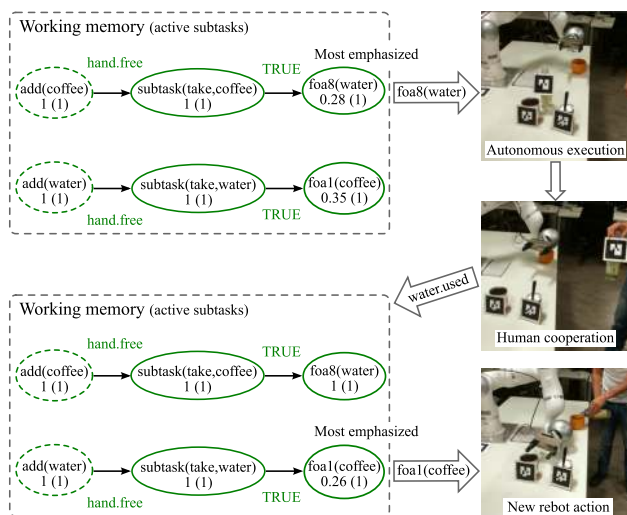 Working memory (active subtasks)
hand.free
TRUE
Most emphasized
add(coffee)
1 (1)
subtask(take,coffee)
1 (1)
foa8(water)
0.28 (1)
foa8(water)
Autonomous execution
add(water)
1 (1)
subtask(take,water)
1 (1)
foa1(coffee)
0.35 (1)
hand.free
TRUE
water.used
Human cooperation
Working memory (active subtasks)
hand.free
TRUE
add(coffee)
1 (1)
subtask(take,coffee)
1 (1)
foa8(water)
1 (1)
Most emphasized
add(water)
1 (1)
subtask(take,water)
1 (1)
foa1(coffee)
0.26 (1)
foa1(coffee)
hand.free
TRUE
New rebot action